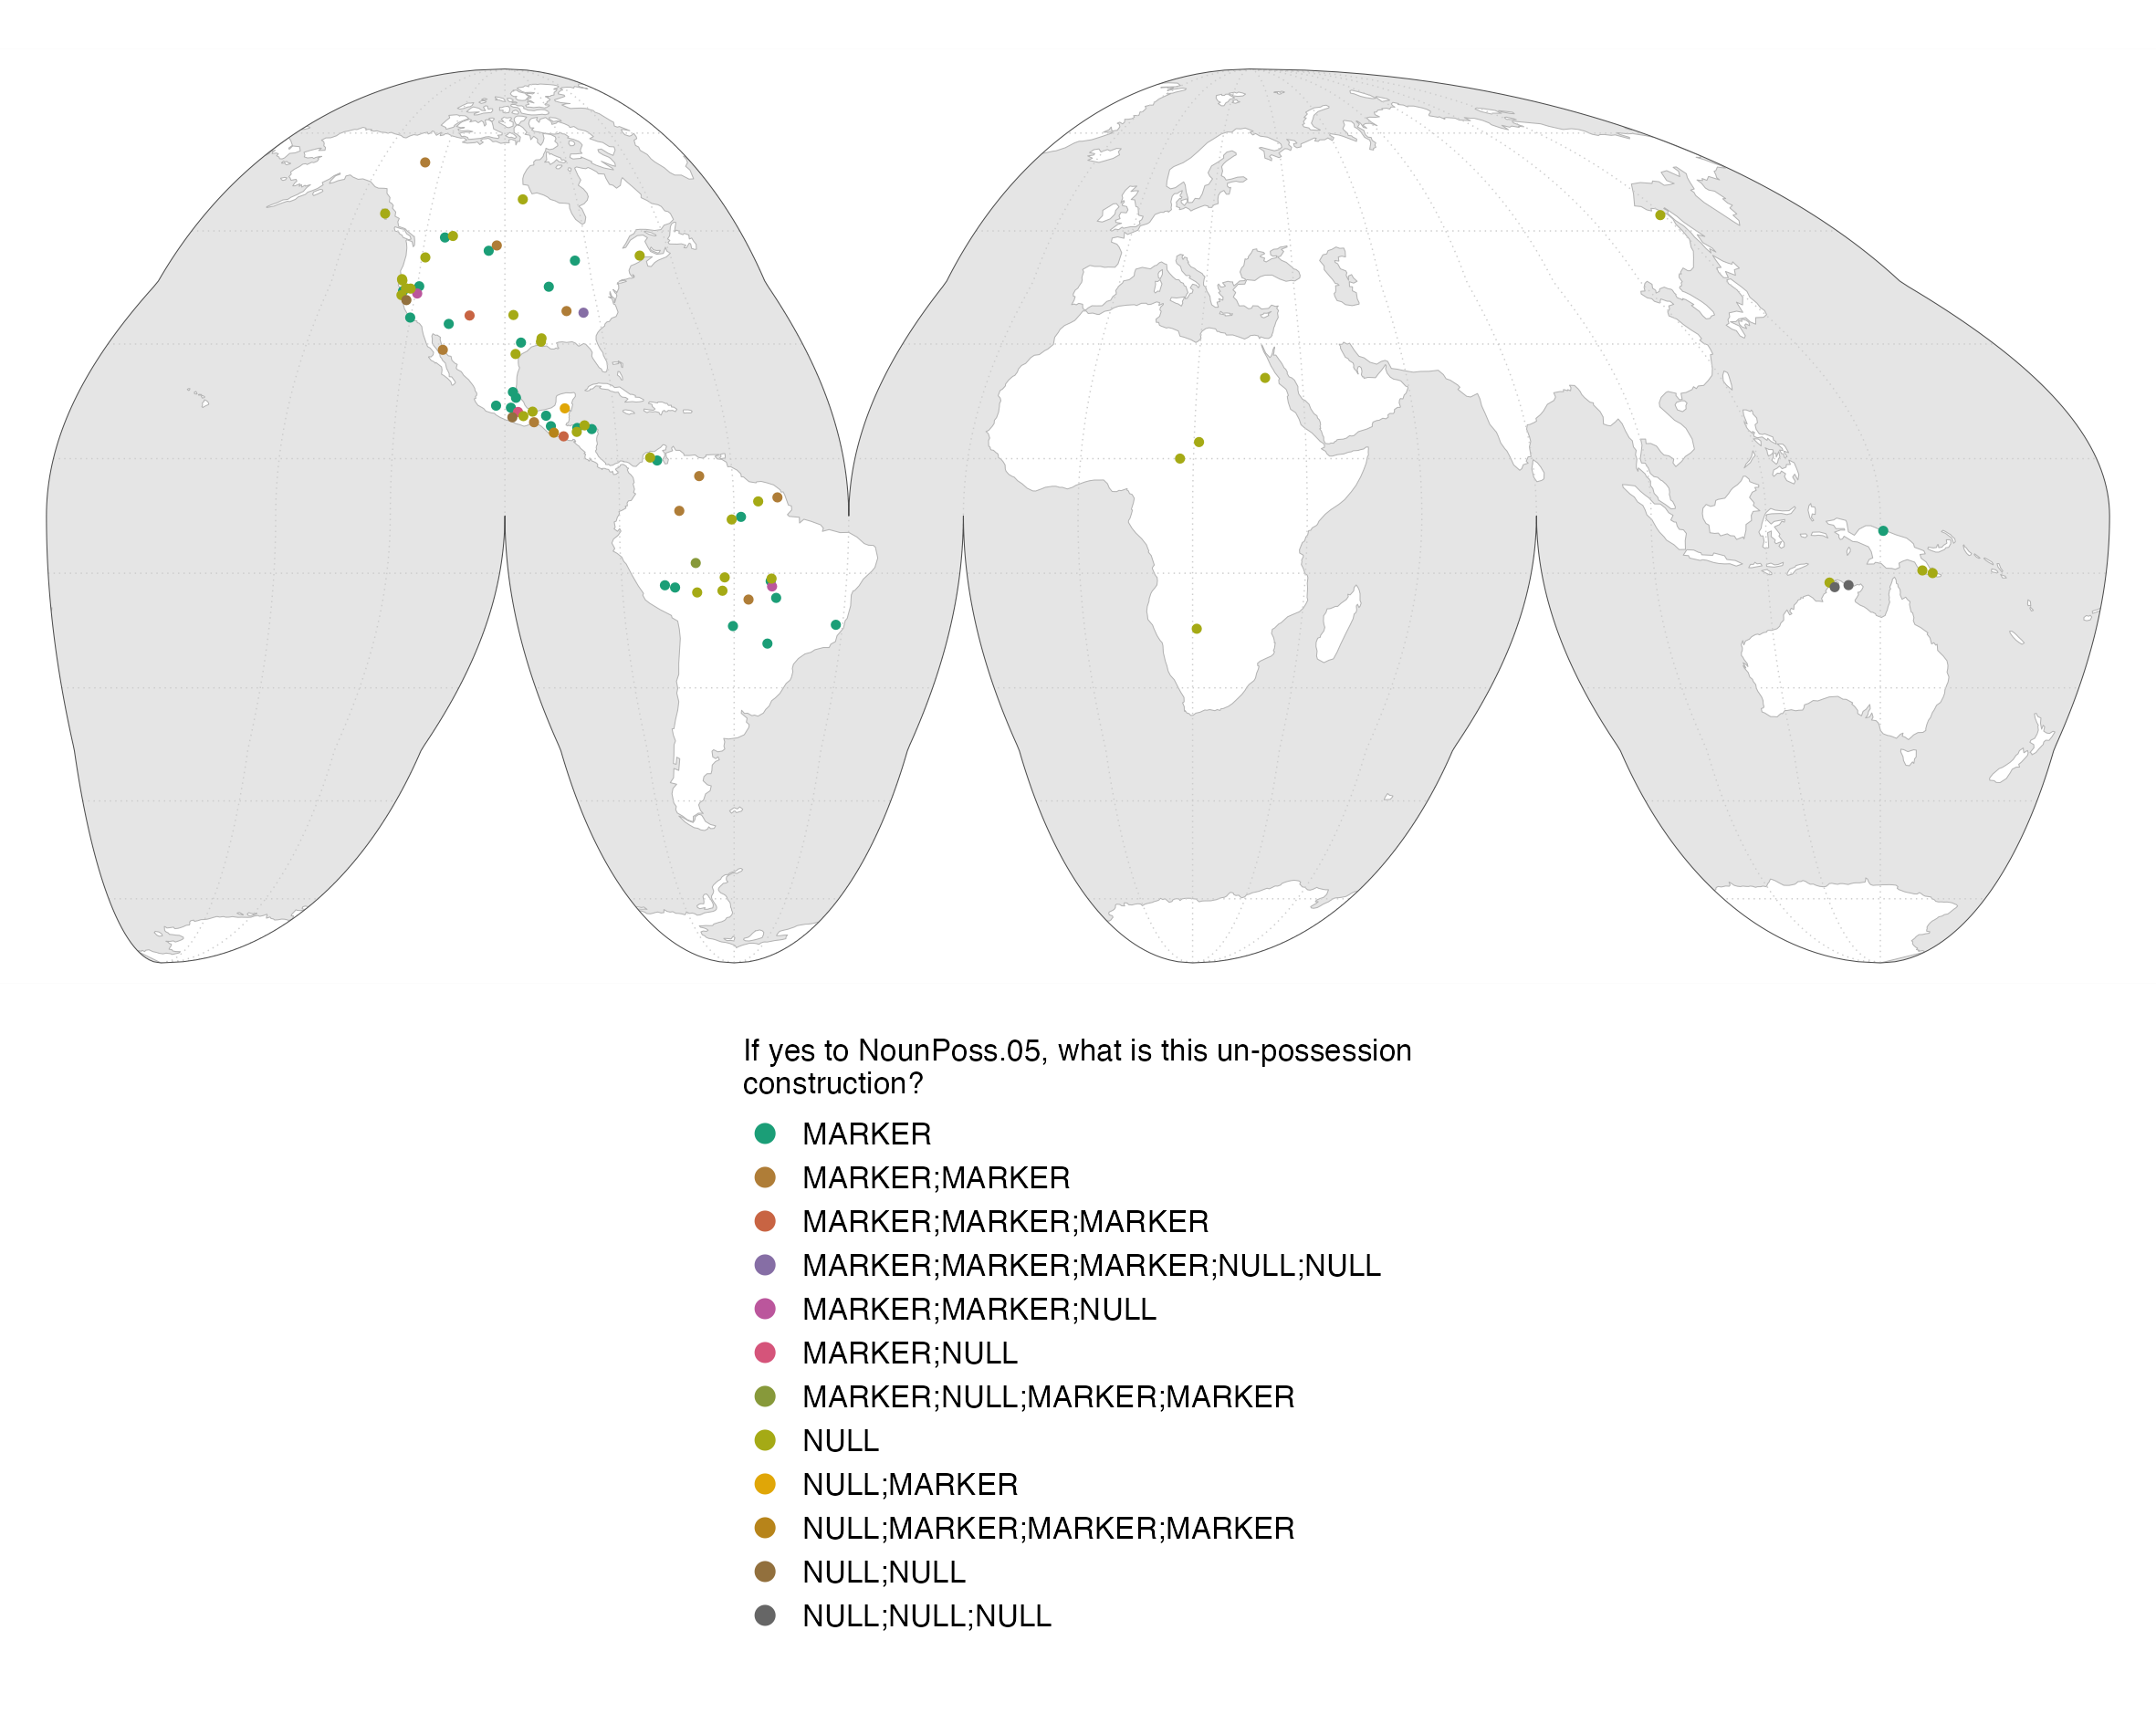 If yes to NounPoss.05, what is this un-possession
construction?
MARKER
MARKER;MARKER
MARKER;MARKER;MARKER
MARKER;MARKER;MARKER;NULL;NULL
MARKER;MARKER;NULL
MARKER;NULL
MARKER;NULL;MARKER;MARKER
NULL
NULL;MARKER
NULL;MARKER;MARKER;MARKER
NULL;NULL
NULL;NULL;NULL